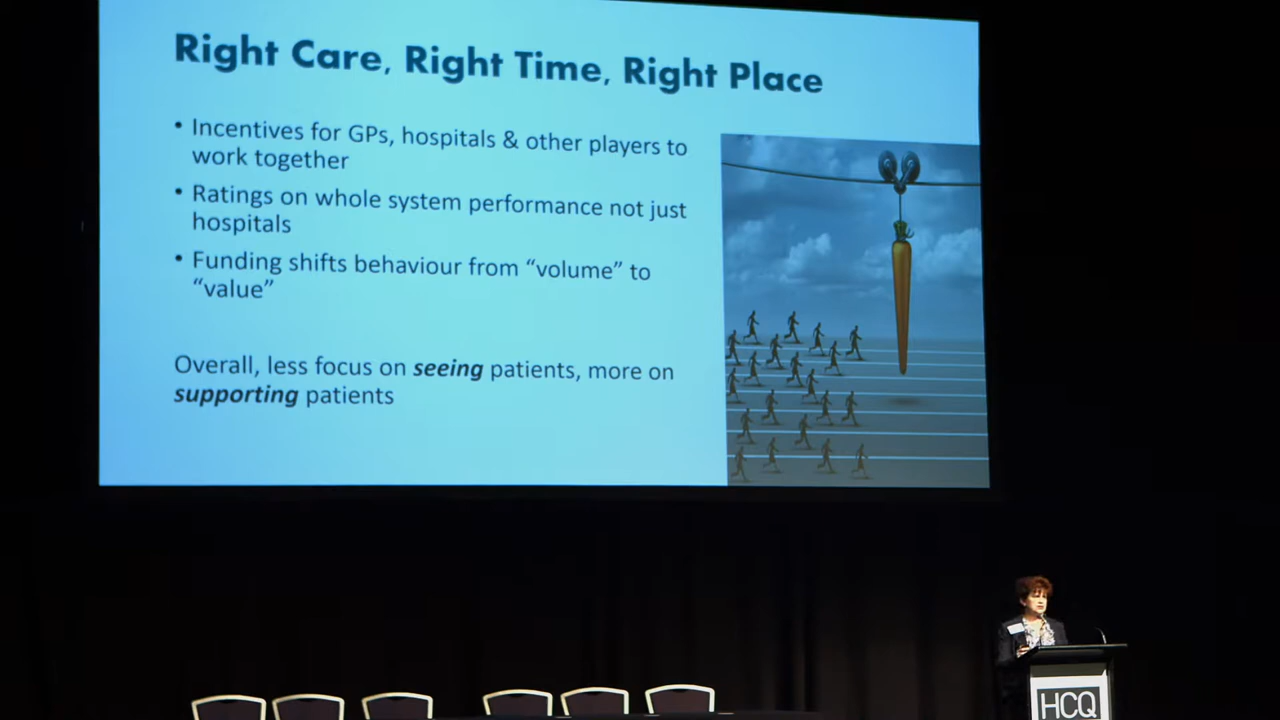 Right Care, Right Time, Right Place
• Incentives for GPs, hospitals & other players to
work together
• Ratings on whole system performance not just
hospitals
• Funding shifts behaviour from “volume” to
“value”
Overall, less focus on seeing patients, more on
supporting patients
HCQ